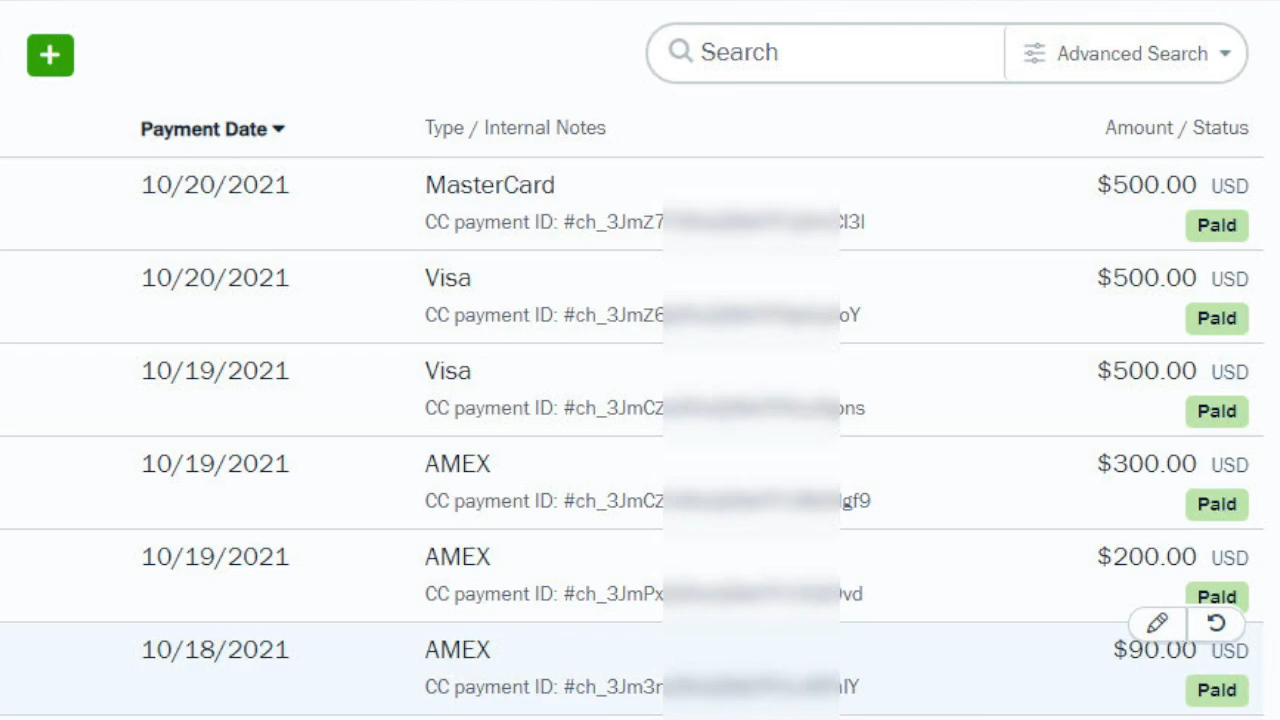 +
Search
Advanced Search
Payment Date Type / Internal Notes Amount / Status
10/20/2021 MasterCard $500.00 USD
CC payment ID: #ch_3JmZ7 Paid
10/20/2021 Visa $500.00 USD
CC payment ID: #ch_3JmZ6 oY Paid
10/19/2021 Visa $500.00 USD
CC payment ID: #ch_3JmCZ ons Paid
10/19/2021 AMEX $300.00 USD
CC payment ID: #ch_3JmCZ gf9 Paid
10/19/2021 AMEX $200.00 USD
CC payment ID: #ch_3JmPx vd Paid
10/18/2021 AMEX $90.00 USD
CC payment ID: #ch_3Jm3r lY Paid